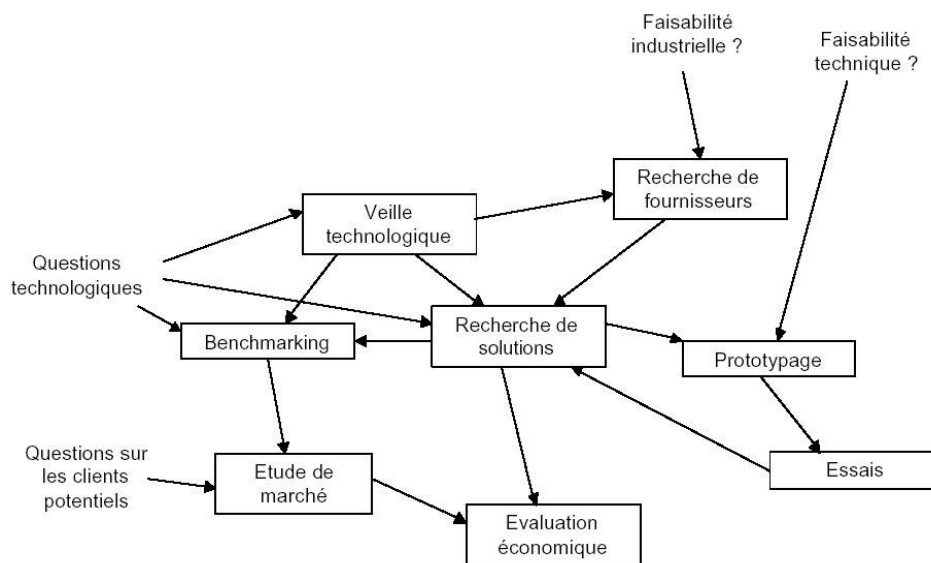 Faisabilité
industrielle ?
Faisabilité
technique ?
Recherche de
fournisseurs
Veille
technologique
Questions
technologiques
Recherche de
solutions
Benchmarking
Prototypage
Questions sur
les clients
potentiels
Etude de
marché
Essais
Evaluation
économique